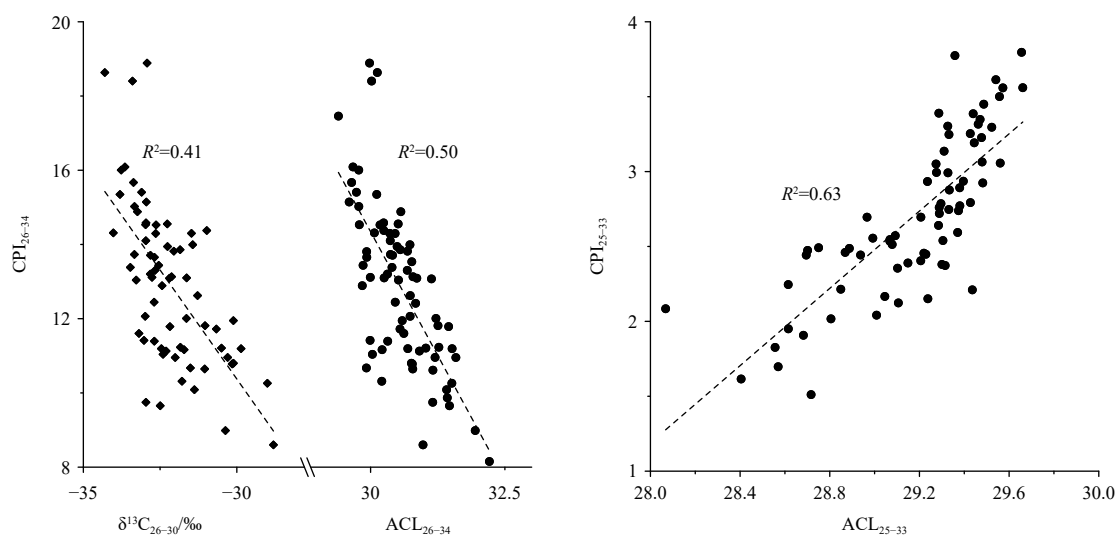 20
16
12
8
CPI₂₆₋₃₄
R²=0.41
R²=0.50
−35
−30
30
32.5
δ¹³C₂₆₋₃₀/‰
ACL₂₆₋₃₄
4
3
2
1
CPI₂₅₋₃₃
R²=0.63
28.0
28.4
28.8
29.2
29.6
30.0
ACL₂₅₋₃₃